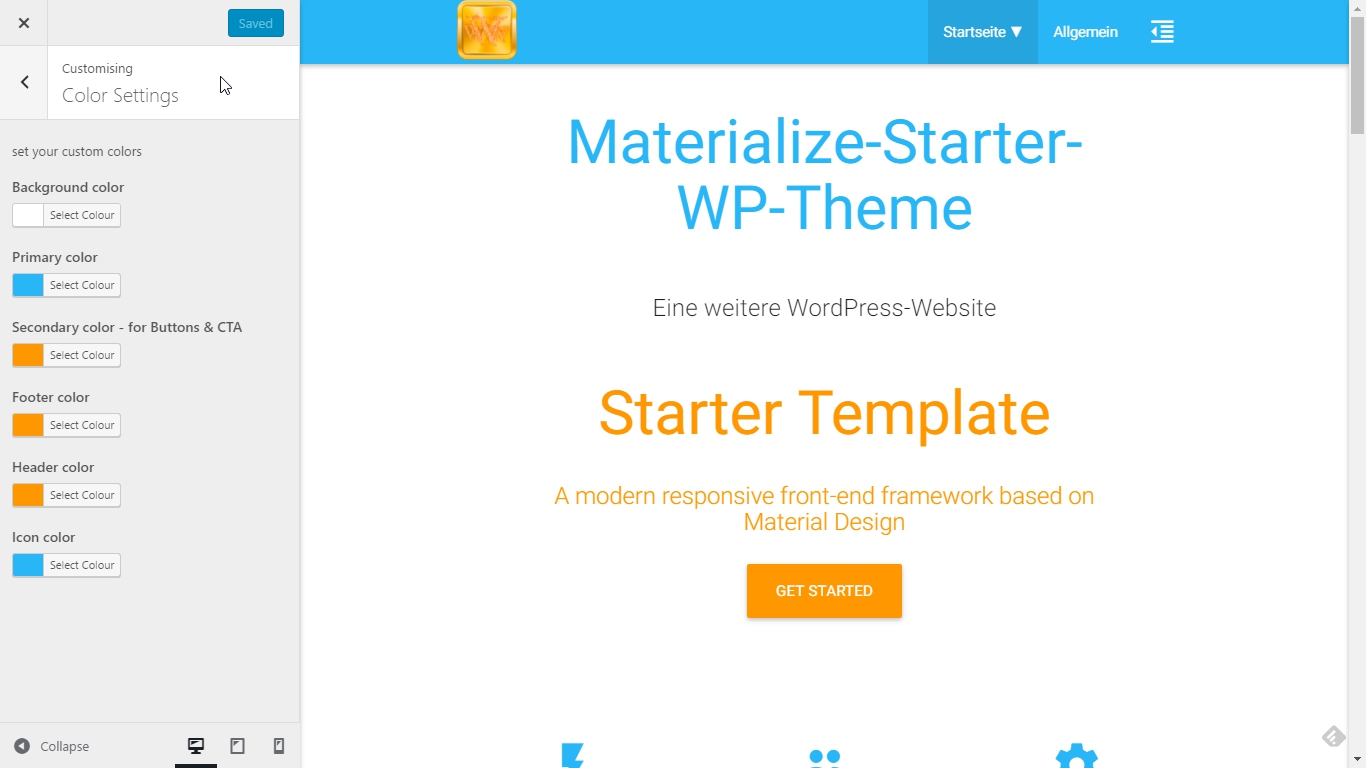 Saved
Customising
Color Settings
set your custom colors
Background color
Select Colour
Primary color
Select Colour
Secondary color - for Buttons & CTA
Select Colour
Footer color
Select Colour
Header color
Select Colour
Icon color
Select Colour
Collapse
W
Startseite ▼
Allgemein
Materialize-Starter-
WP-Theme
Eine weitere WordPress-Website
Starter Template
A modern responsive front-end framework based on
Material Design
GET STARTED